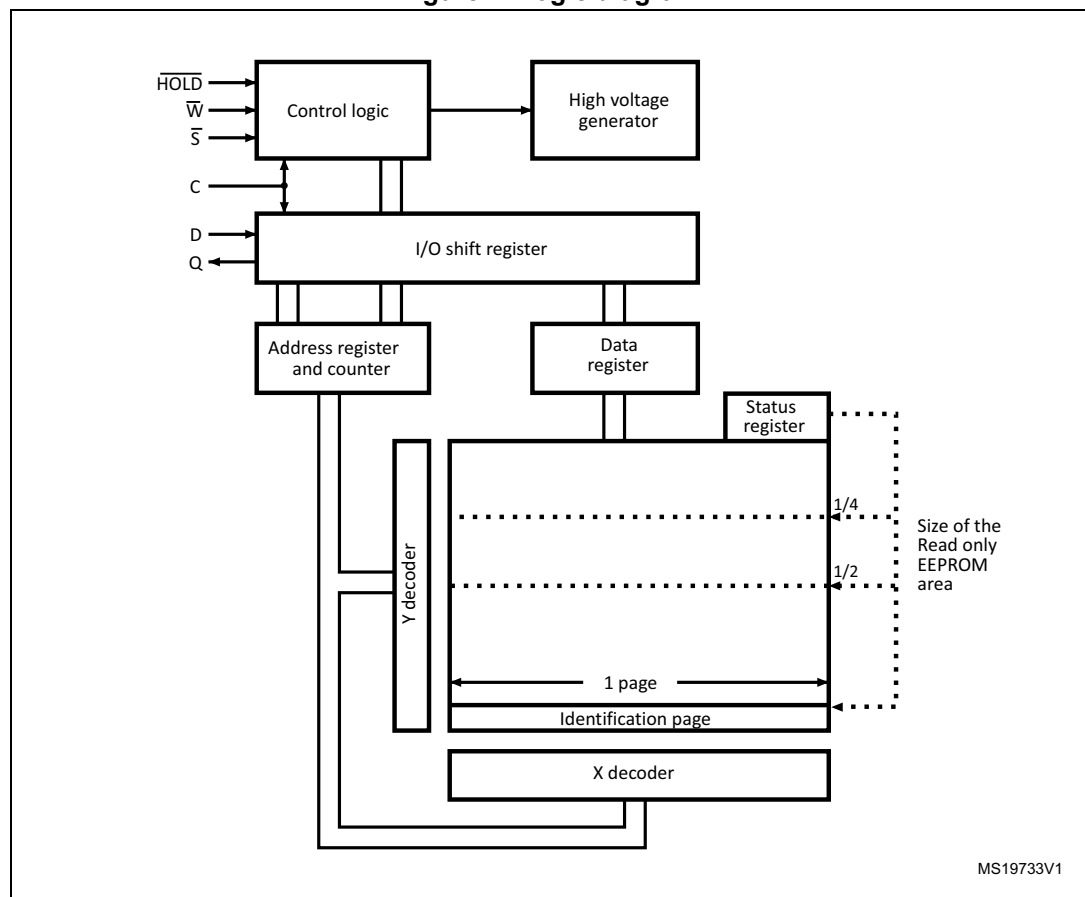 HOLD
W
S
C
D
Q
Control logic
High voltage
generator
I/O shift register
Address register
and counter
Data
register
Status
register
1/4
1/2
Size of the
Read only
EEPROM
area
Y decoder
1 page
Identification page
X decoder
MS19733V1